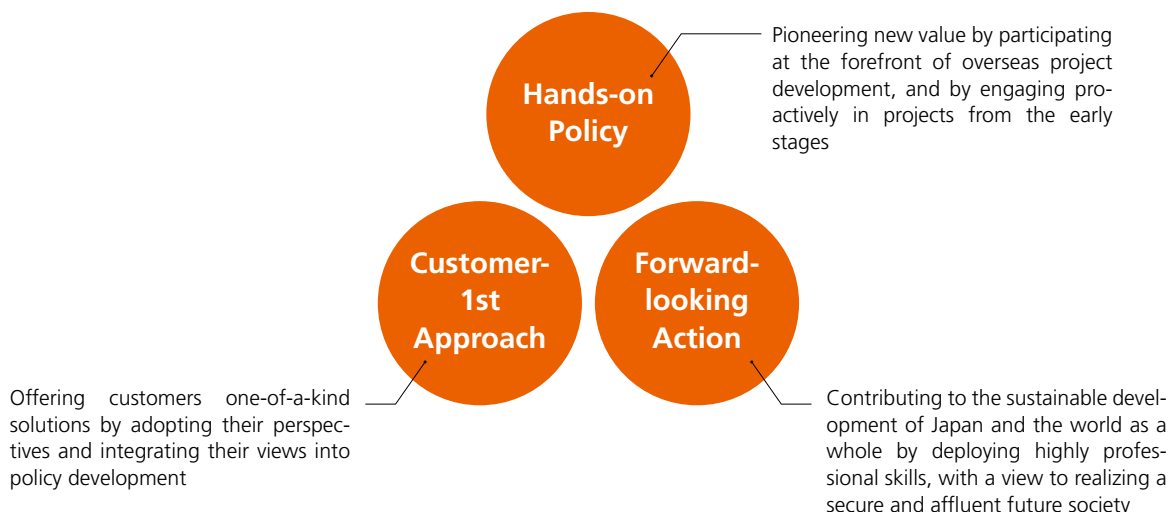 Hands-on
Policy
Pioneering new value by participating
at the forefront of overseas project
development, and by engaging pro-
actively in projects from the early
stages
Customer-
1st
Approach
Offering customers one-of-a-kind
solutions by adopting their perspec-
tives and integrating their views into
policy development
Forward-
looking
Action
Contributing to the sustainable devel-
opment of Japan and the world as a
whole by deploying highly profes-
sional skills, with a view to realizing a
secure and affluent future society